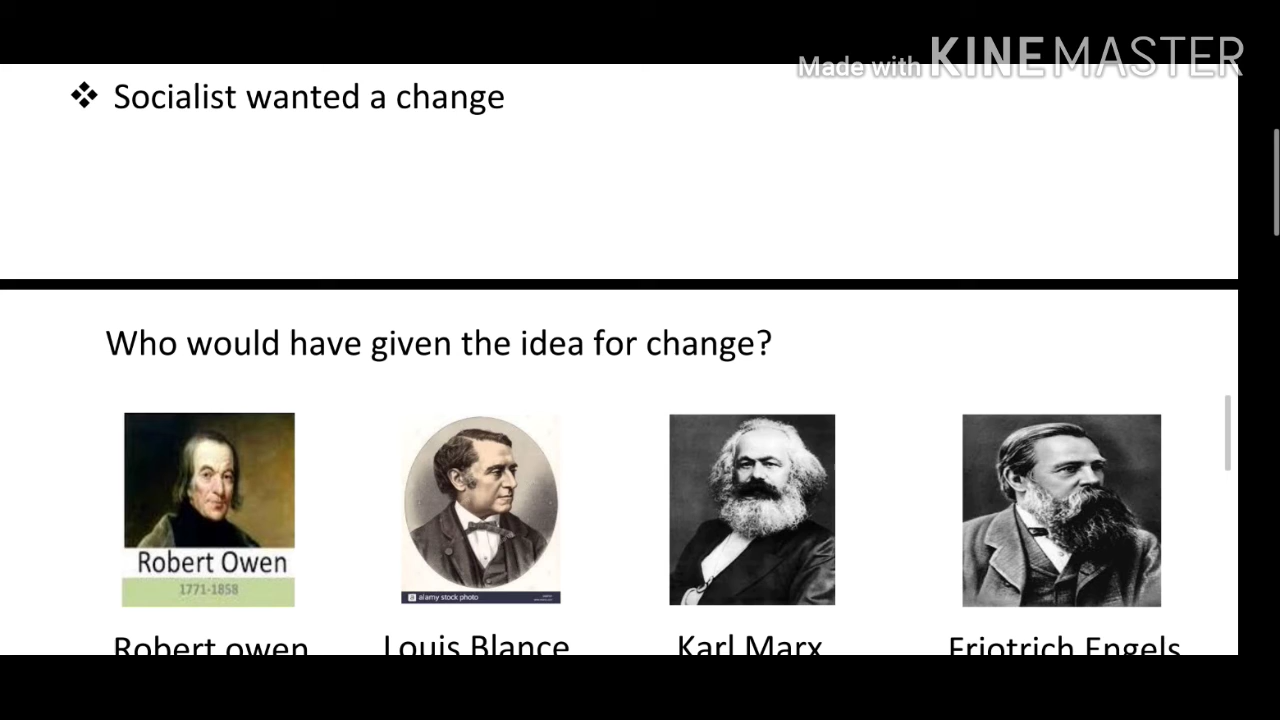 Made with KINEMASTER
❖ Socialist wanted a change
Who would have given the idea for change?
Robert Owen
1771-1858
alamy stock photo
Robert owen Louis Blance Karl Marx Friotrich Engels